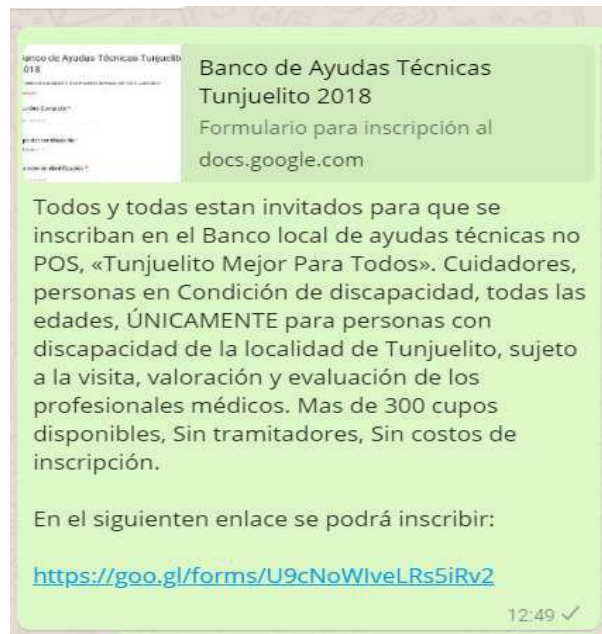 Banco de Ayudas Técnicas Tunjuelito
018
Banco de Ayudas Técnicas
Tunjuelito 2018
Formulario para inscripción al
docs.google.com
Todos y todas estan invitados para que se
inscriban en el Banco local de ayudas técnicas no
POS, «Tunjuelito Mejor Para Todos». Cuidadores,
personas en Condición de discapacidad, todas las
edades, ÚNICAMENTE para personas con
discapacidad de la localidad de Tunjuelito, sujeto
a la visita, valoración y evaluación de los
profesionales médicos. Mas de 300 cupos
disponibles, Sin tramitadores, Sin costos de
inscripción.
En el siguienten enlace se podrá inscribir:
https://goo.gl/forms/U9cNoWIveLRs5iRv2
12:49